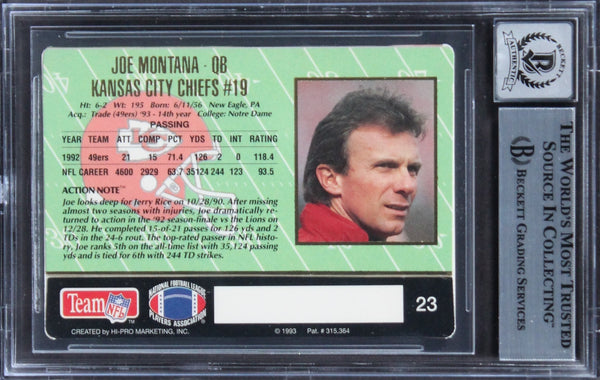 JOE MONTANA - QB
KANSAS CITY CHIEFS #19
Ht: 6-2 Wt: 195 Born: 6/11/56 New Eagle, PA
Acq.: Trade (49ers) '93 - 14th year College: Notre Dame
PASSING
YEAR TEAM ATT COMP PCT YDS TD INT RATING
1992 49ers 21 15 71.4 126 2 0 118.4
NFL CAREER 4600 2929 63.7 35124 244 123 93.5
ACTION NOTE™
Joe looks deep for Jerry Rice on 10/28/90. After missing
almost two seasons with injuries, Joe dramatically re-
turned to action in the '92 season-finale vs the Lions on
12/28. He completed 15-of-21 passes for 126 yds and 2
TDs in the 24-6 rout. The top-rated passer in NFL his-
tory, Joe ranks 5th on the all-time list with 35,124 passing
yds and is tied for 6th with 244 TD strikes.
Team NFL
NATIONAL FOOTBALL LEAGUE
PLAYERS ASSOCIATION
23
CREATED BY HI-PRO MARKETING, INC.
© 1993 Pat. # 315,364
BECKETT
AUTHENTIC
THE WORLD'S MOST TRUSTED
SOURCE IN COLLECTING™
BECKETT GRADING SERVICES